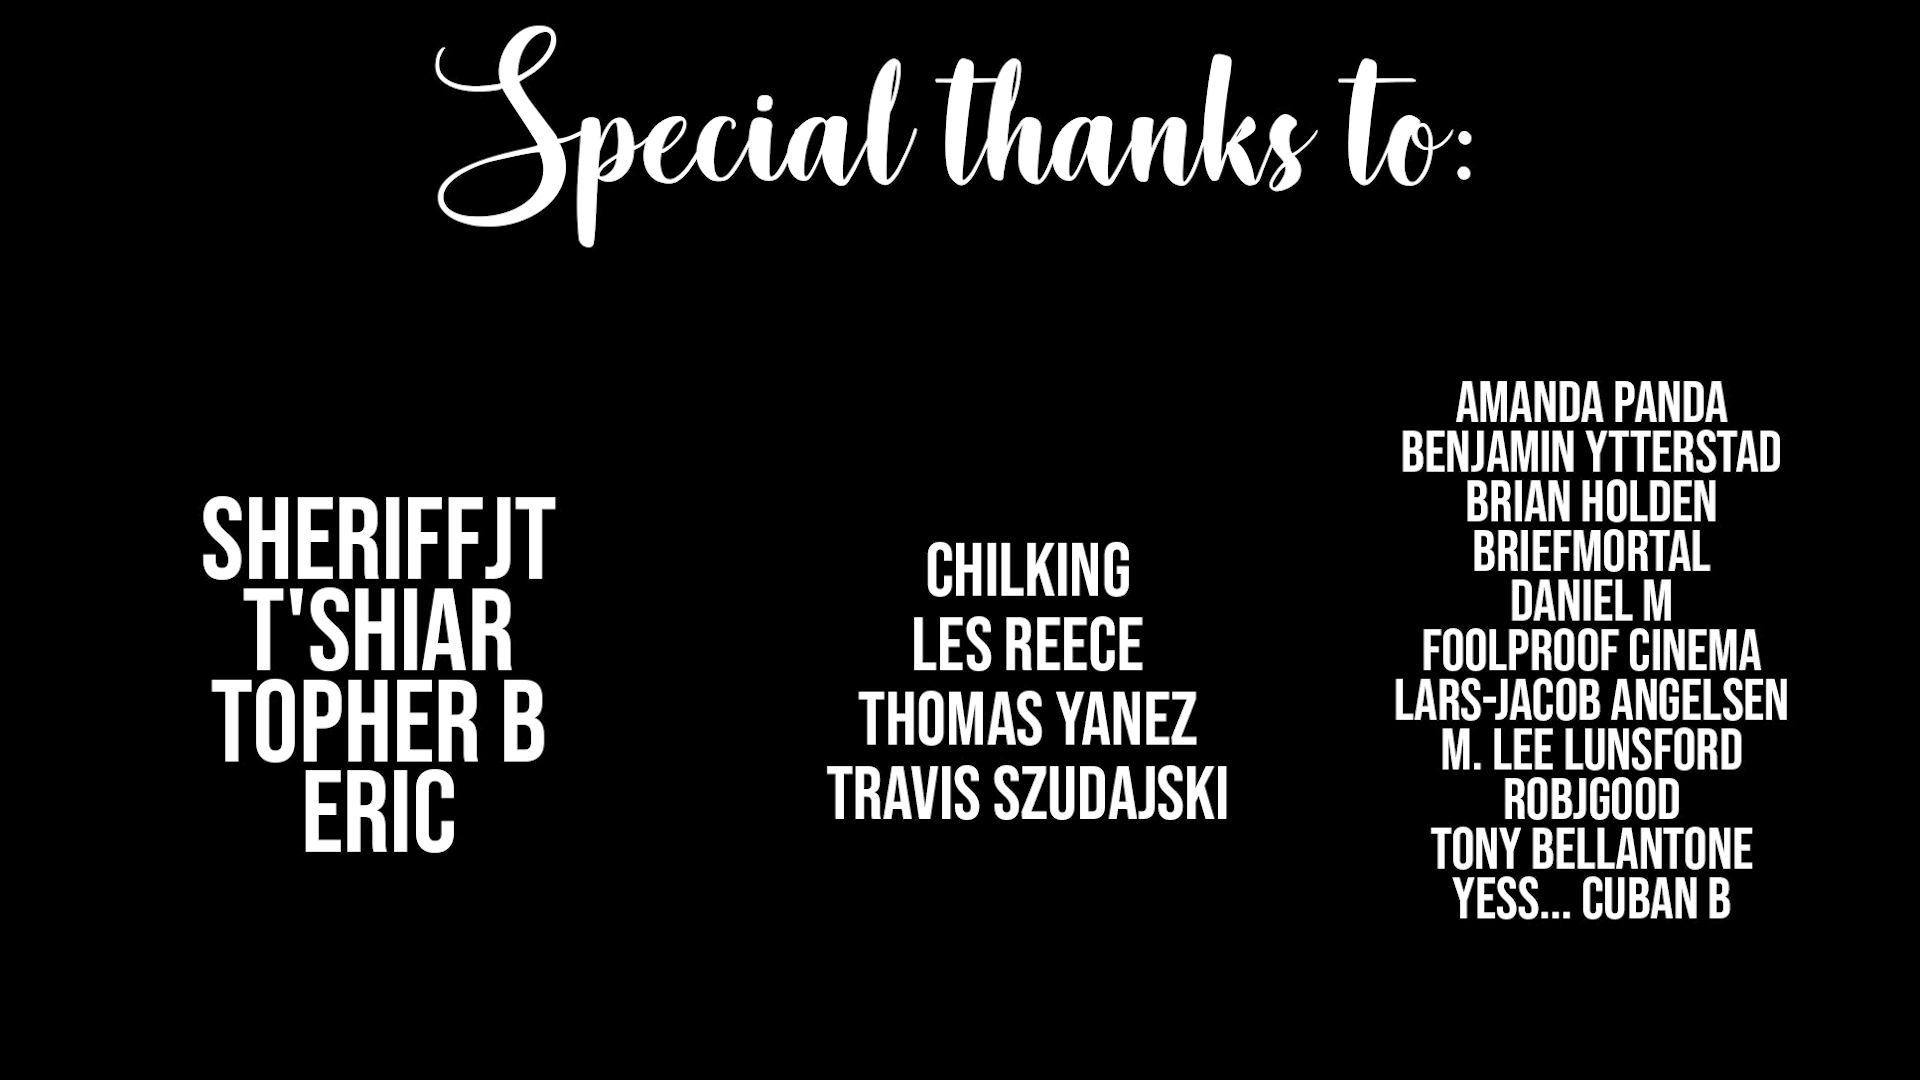 Special thanks to:
SHERIFFJT
T'SHIAR
TOPHER B
ERIC
CHILKING
LES REECE
THOMAS YANEZ
TRAVIS SZUDAJSKI
AMANDA PANDA
BENJAMIN YTTERSTAD
BRIAN HOLDEN
BRIEFMORTAL
DANIEL M
FOOLPROOF CINEMA
LARS-JACOB ANGELSEN
M. LEE LUNSFORD
ROBJGOOD
TONY BELLANTONE
YESS... CUBAN B